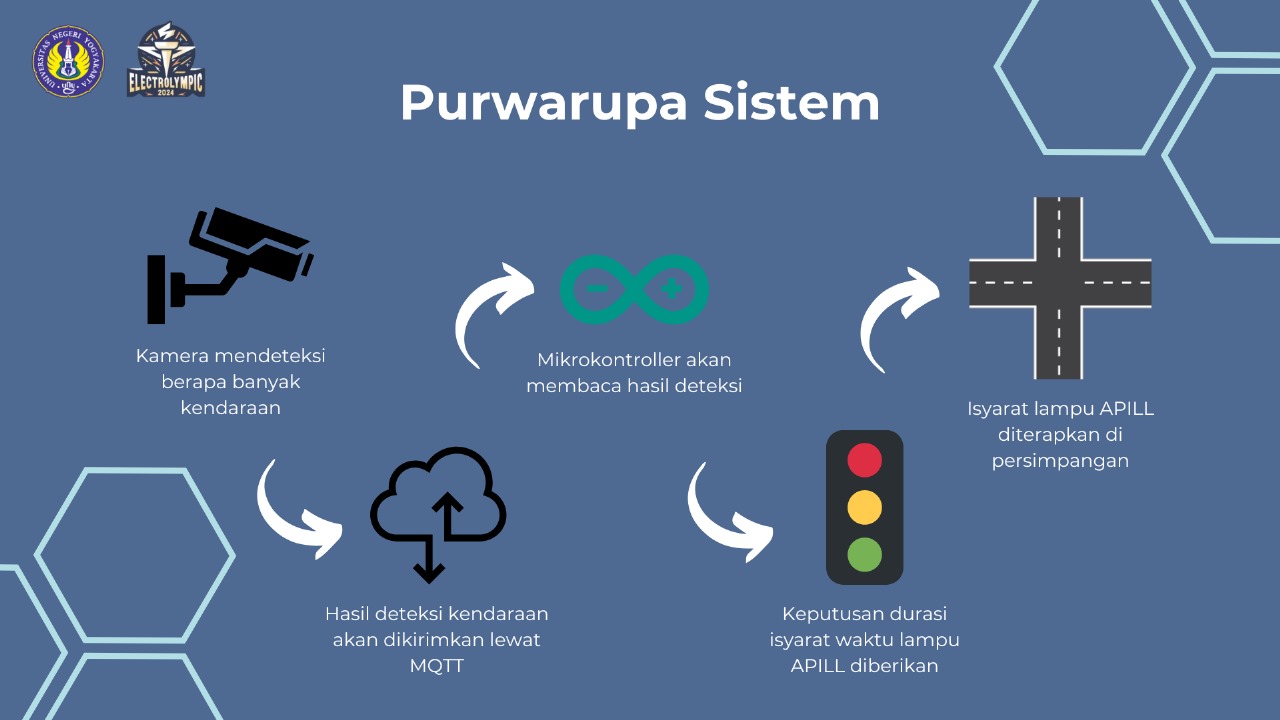 UNIVERSITAS NEGERI YOGYAKARTA
ELECTROLYMPIC
2024
Purwarupa Sistem
Kamera mendeteksi
berapa banyak
kendaraan
Hasil deteksi kendaraan
akan dikirimkan lewat
MQTT
Mikrokontroller akan
membaca hasil deteksi
Keputusan durasi
isyarat waktu lampu
APILL diberikan
Isyarat lampu APILL
diterapkan di
persimpangan